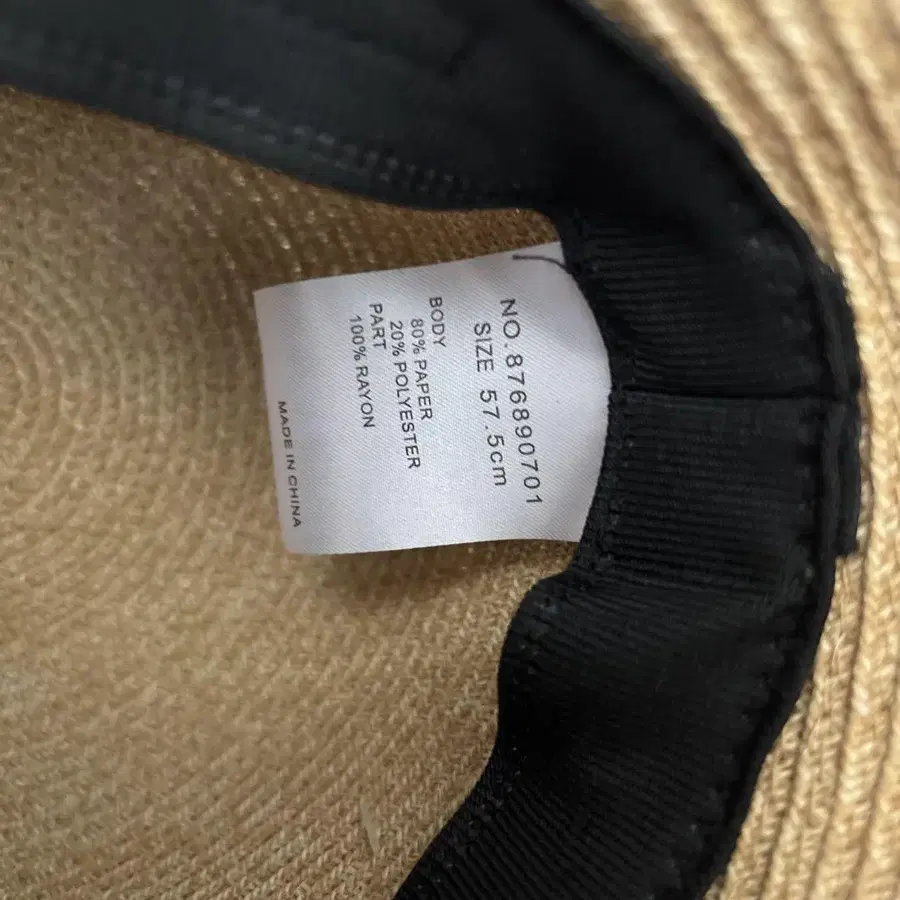 NO.876890701
SIZE 57.5cm
BODY
80% PAPER
20% POLYESTER
PART
100% RAYON
MADE IN CHINA